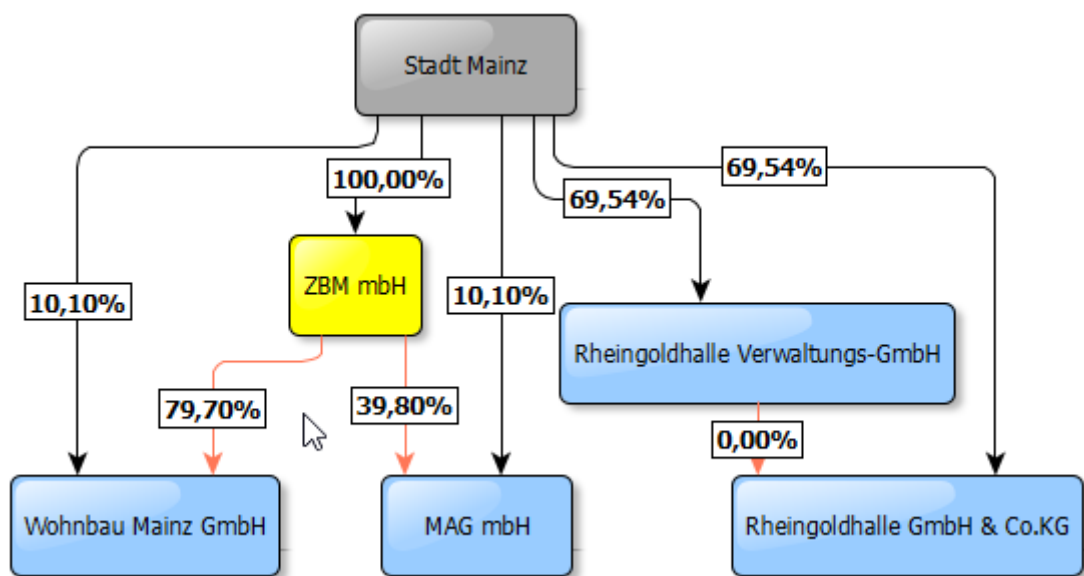 Stadt Mainz
100,00%
69,54%
69,54%
ZBM mbH
10,10%
10,10%
Rheingoldhalle Verwaltungs-GmbH
79,70%
39,80%
0,00%
Wohnbau Mainz GmbH
MAG mbH
Rheingoldhalle GmbH & Co.KG